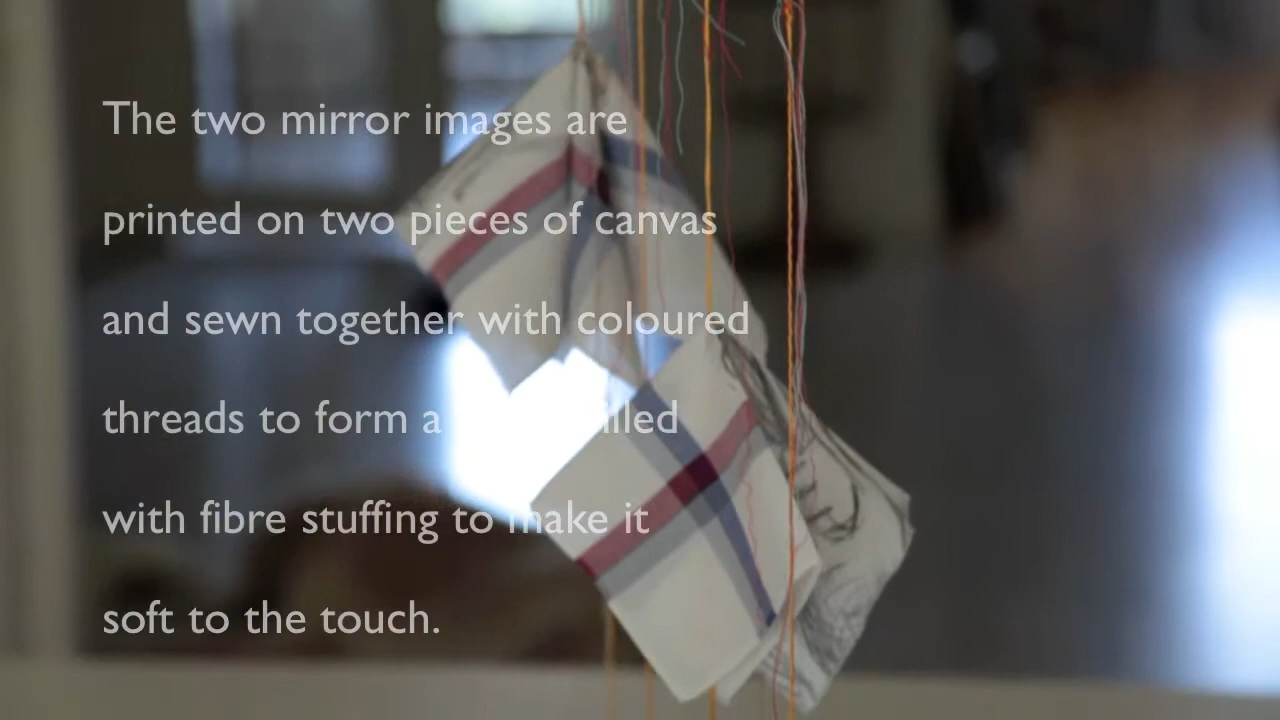 The two mirror images are
printed on two pieces of canvas
and sewn together with coloured
threads to form a
with fibre stuffing to make it
soft to the touch.